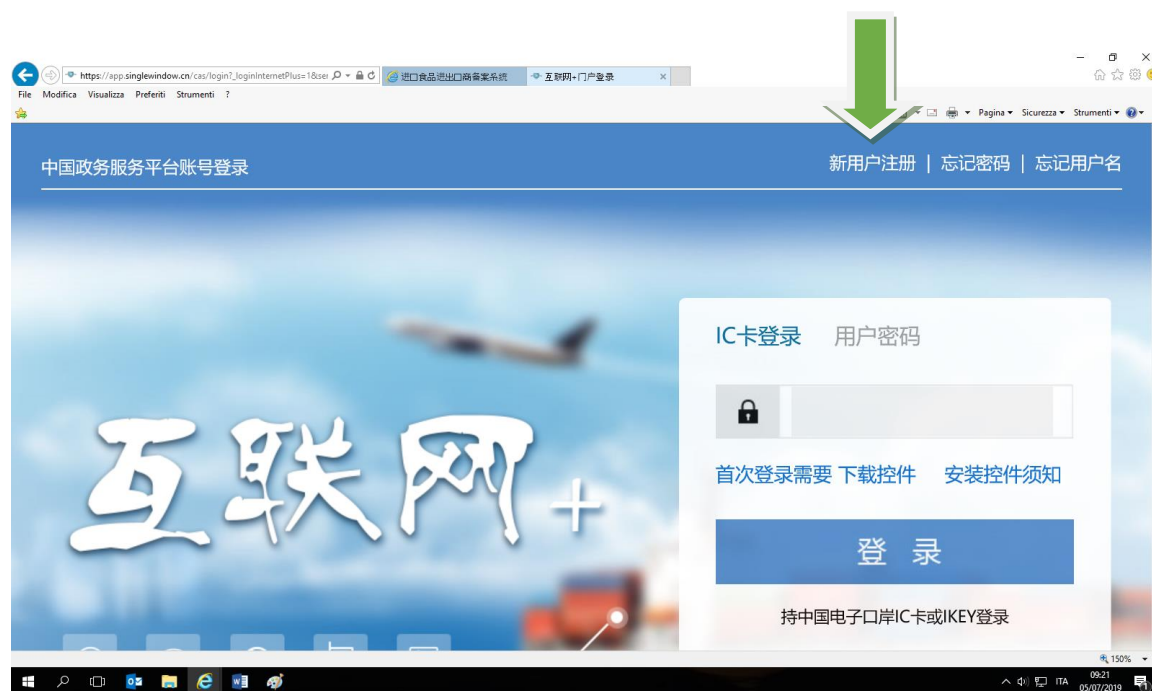 https://app.singlewindow.cn/cas/login?_loginInternetPlus=1&ser
进口食品进出口商备案系统
互联网+门户登录
File Modifica Visualizza Preferiti Strumenti ?
Pagina Sicurezza Strumenti
中国政务服务平台账号登录
新用户注册 | 忘记密码 | 忘记用户名
IC卡登录 用户密码
互联网+
首次登录需要 下载控件 安装控件须知
登 录
持中国电子口岸IC卡或IKEY登录
150%
ITA
09:21
05/07/2019